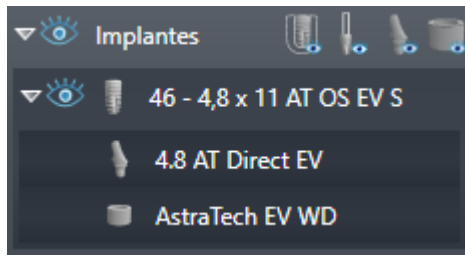 Implantes
46 - 4,8 x 11 AT OS EV S
4.8 AT Direct EV
AstraTech EV WD